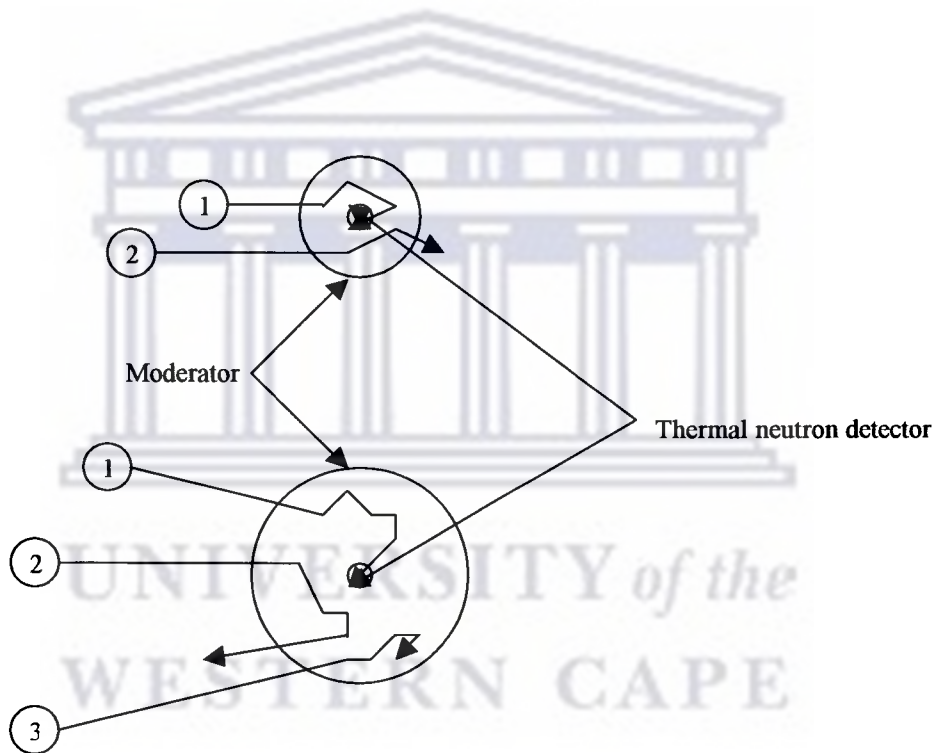 1
2
Moderator
Thermal neutron detector
1
2
UNIVERSITY of the
WESTERN CAPE
3